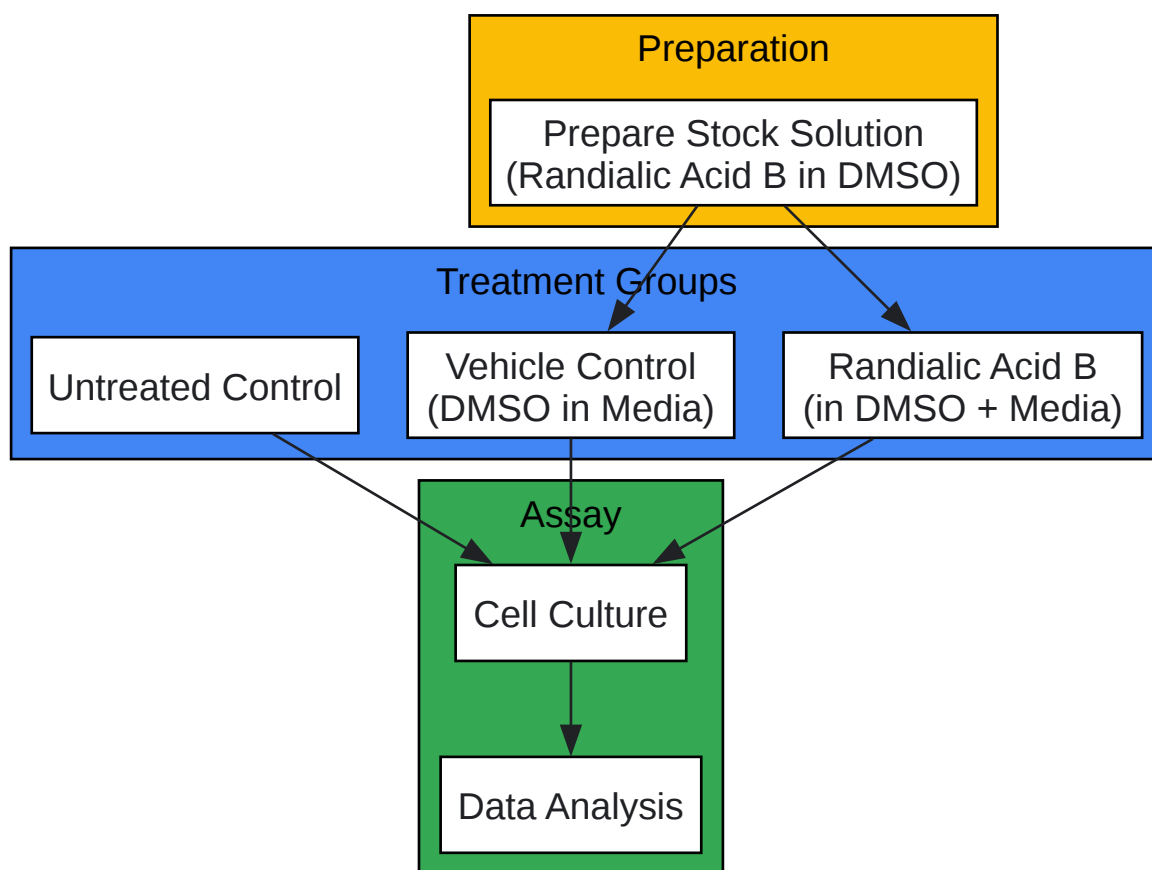 Preparation
Prepare Stock Solution
(Randialic Acid B in DMSO)
Treatment Groups
Untreated Control
Vehicle Control
(DMSO in Media)
Randialic Acid B
(in DMSO + Media)
Assay
Cell Culture
Data Analysis